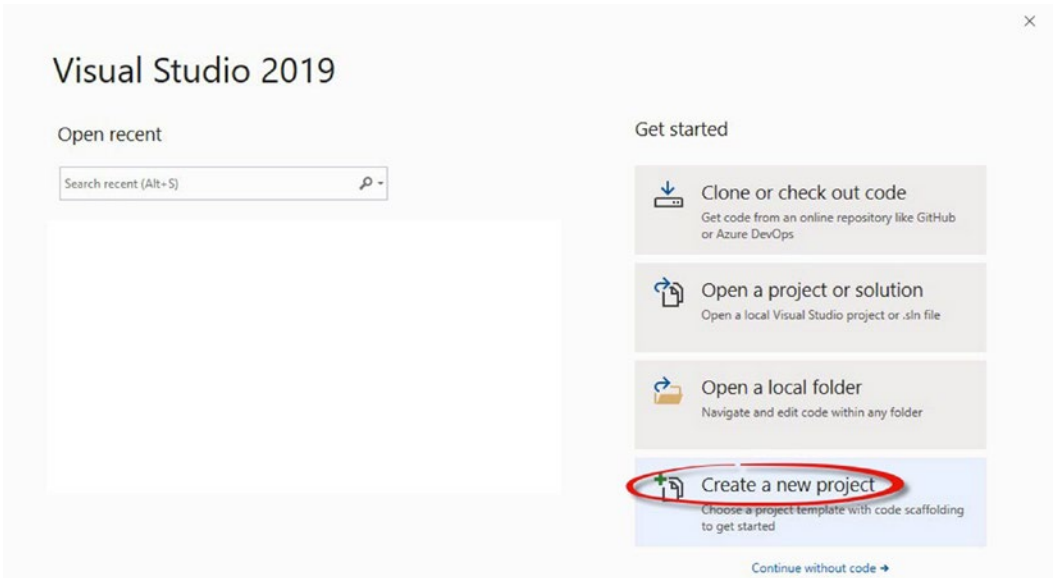 Visual Studio 2019
Open recent
Search recent (Alt+S)
Get started
Clone or check out code
Get code from an online repository like GitHub
or Azure DevOps
Open a project or solution
Open a local Visual Studio project or .sln file
Open a local folder
Navigate and edit code within any folder
Create a new project
Choose a project template with code scaffolding
to get started
Continue without code →